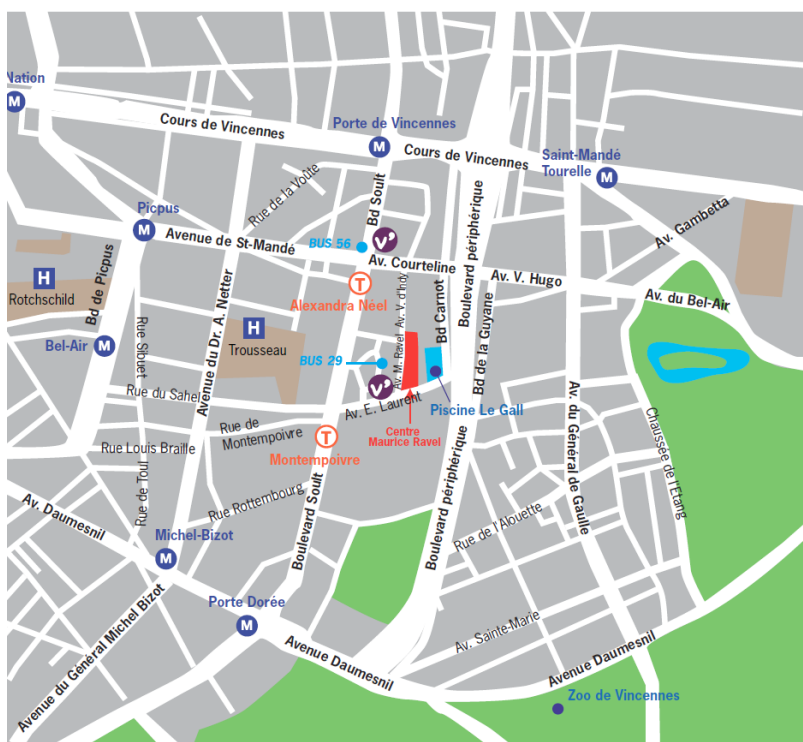 Nation
M
Cours de Vincennes
Porte de Vincennes
M
Cours de Vincennes
Saint-Mandé
Tourelle
M
Rue de la Voûte
Bd Soult
Boulevard périphérique
Picpus
M
Avenue de St-Mandé
BUS 56
V'
Av. Courteline
Av. V. Hugo
Av. Gambetta
Av. du Bel-Air
H
Rotchschild
Bd de Picpus
Avenue du Dr. A. Netter
T
Alexandra Néel
Av. V. d'Indy
Bd Carnot
Bd de la Guyane
Bel-Air
M
Rue Sibuet
H
Trousseau
BUS 29
V'
Av. M. Ravel
Rue du Sahel
Av. E. Laurent
Piscine Le Gall
Centre
Maurice Ravel
Rue de
Montempoivre
T
Montempoivre
Rue Louis Braille
Rue de Toul
Av. du Général de Gaulle
Chaussée de l'Etang
Av. Daumesnil
Rue Rottembourg
Boulevard Soult
Boulevard périphérique
Rue de l'Alouette
Michel-Bizot
M
Porte Dorée
M
Avenue du Général Michel Bizot
Avenue Daumesnil
Av. Sainte-Marie
Avenue Daumesnil
Zoo de Vincennes